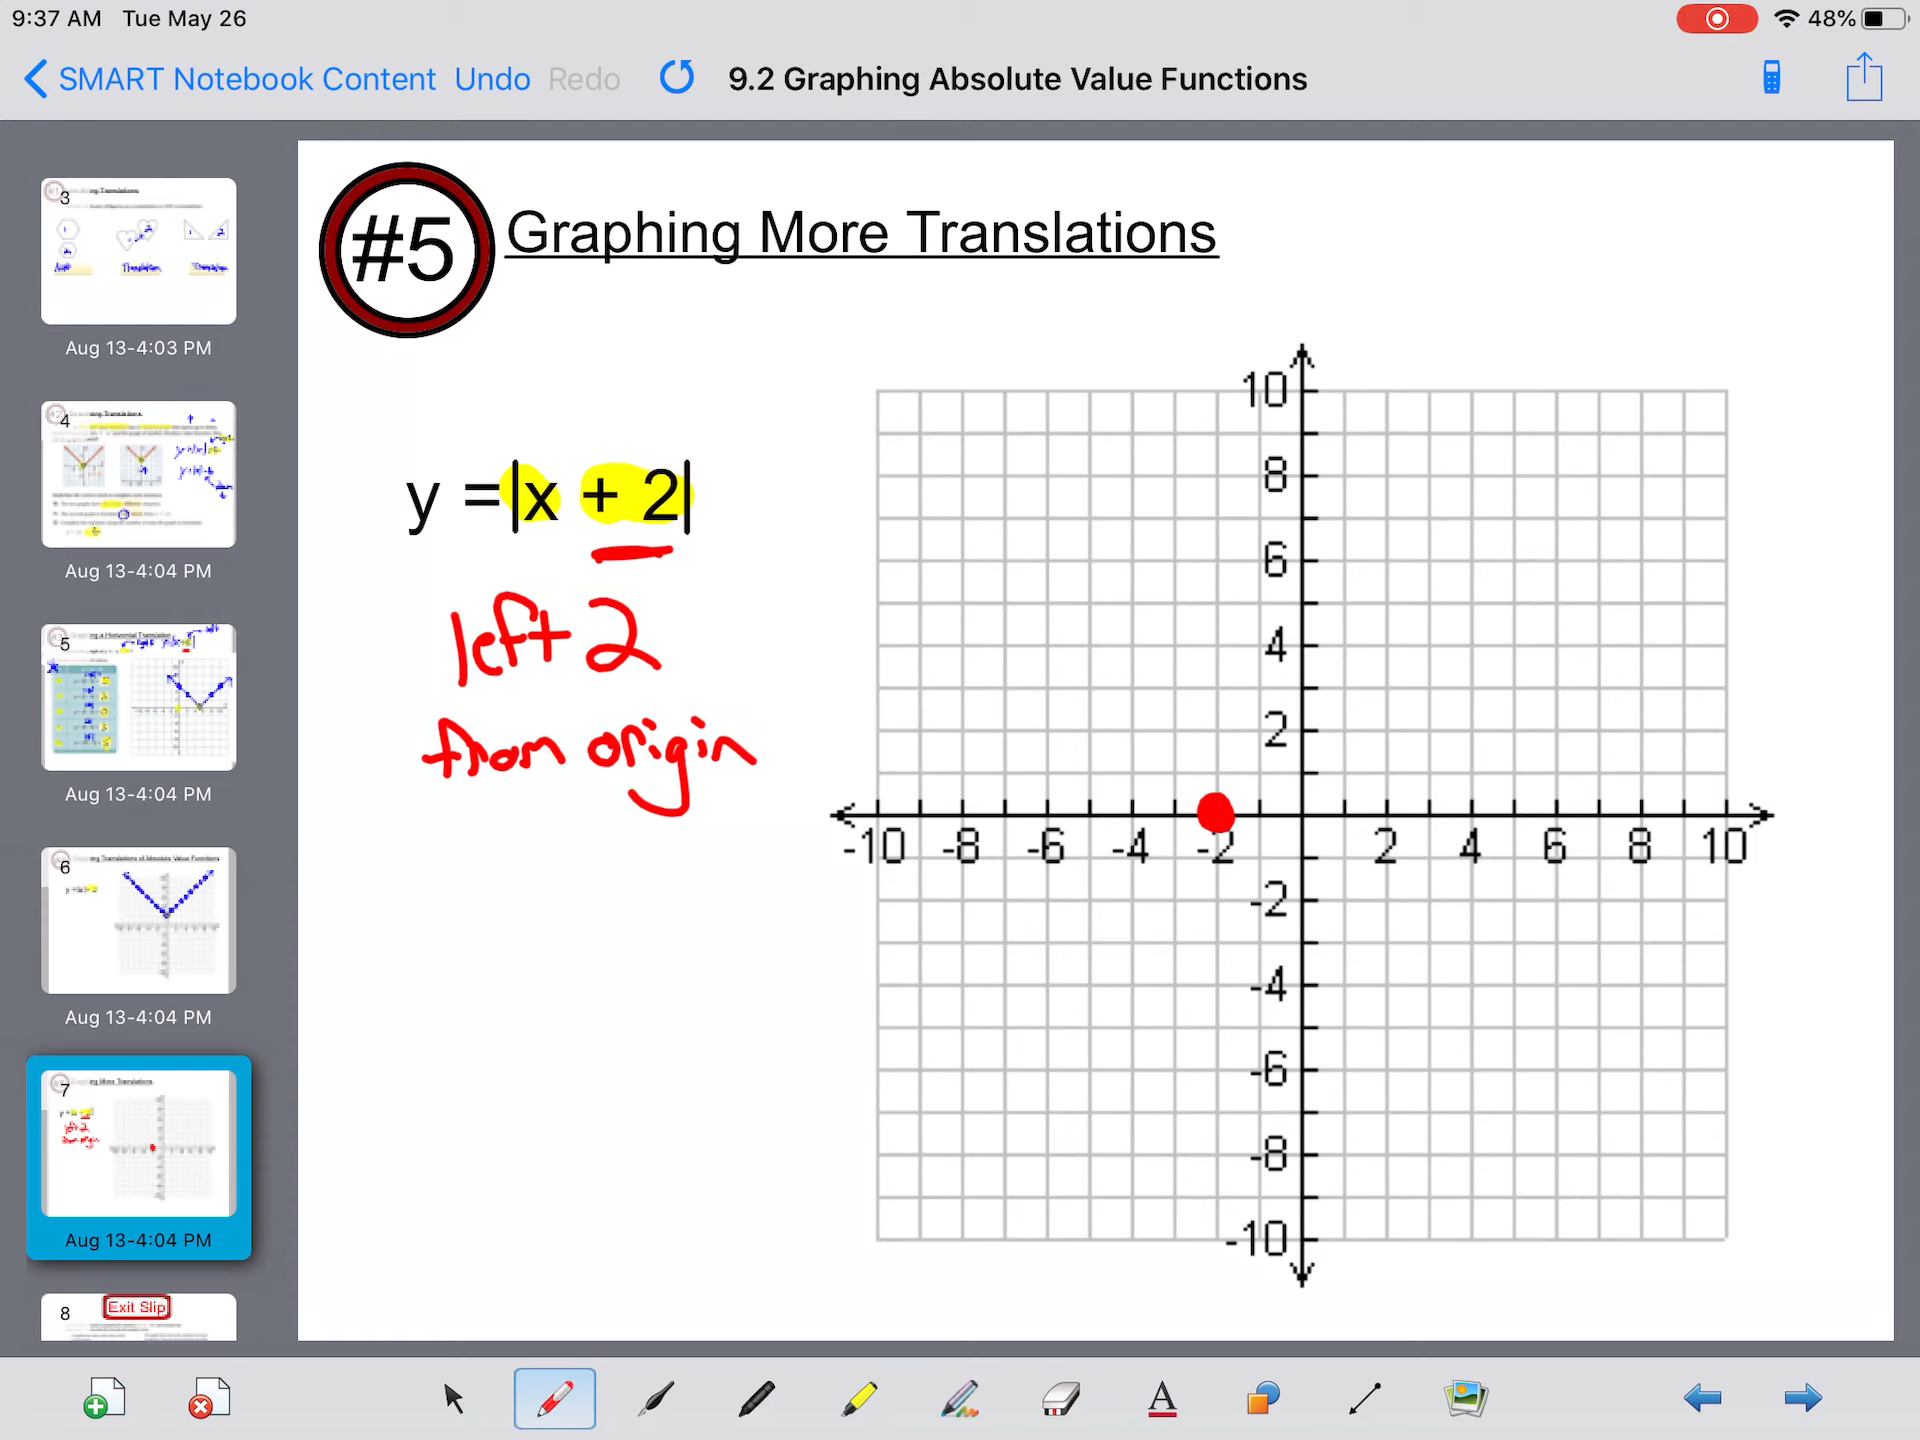 9:37 AM Tue May 26
48%
SMART Notebook Content Undo Redo 9.2 Graphing Absolute Value Functions
3
Aug 13-4:03 PM
4
Aug 13-4:04 PM
5
Aug 13-4:04 PM
6
Aug 13-4:04 PM
7
Aug 13-4:04 PM
8 Exit Slip
#5 Graphing More Translations
y =|x + 2|
left 2
from origin
10
8
6
4
2
-10 -8 -6 -4 -2 2 4 6 8 10
-2
-4
-6
-8
-10
A